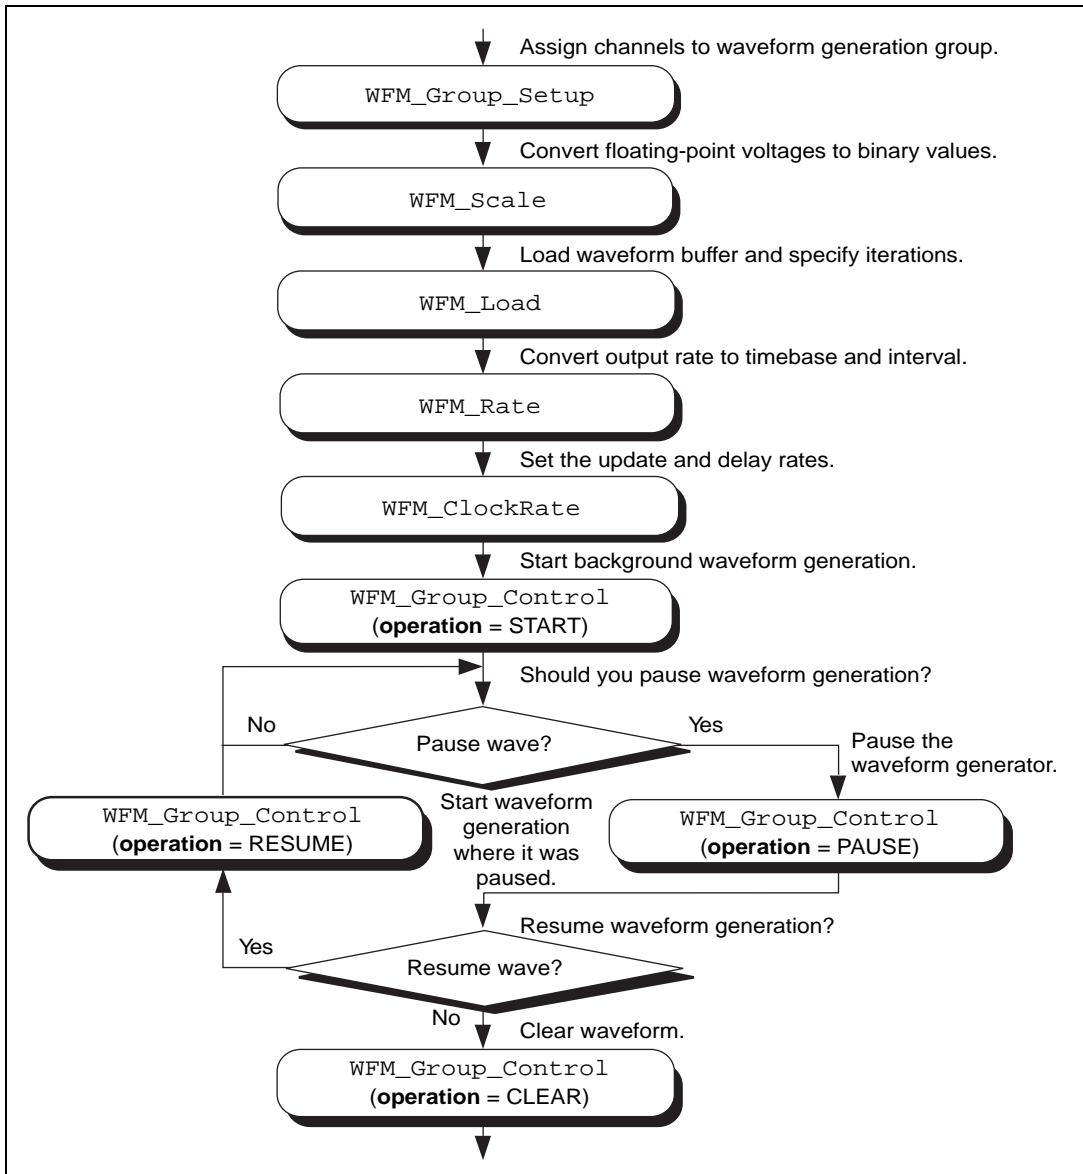 Assign channels to waveform generation group.
WFM_Group_Setup
Convert floating-point voltages to binary values.
WFM_Scale
Load waveform buffer and specify iterations.
WFM_Load
Convert output rate to timebase and interval.
WFM_Rate
Set the update and delay rates.
WFM_ClockRate
Start background waveform generation.
WFM_Group_Control
(operation = START)
Should you pause waveform generation?
No
Yes
Pause wave?
Pause the
waveform generator.
WFM_Group_Control
(operation = RESUME)
Start waveform
generation
where it was
paused.
WFM_Group_Control
(operation = PAUSE)
Resume waveform generation?
Yes
Resume wave?
No
Clear waveform.
WFM_Group_Control
(operation = CLEAR)